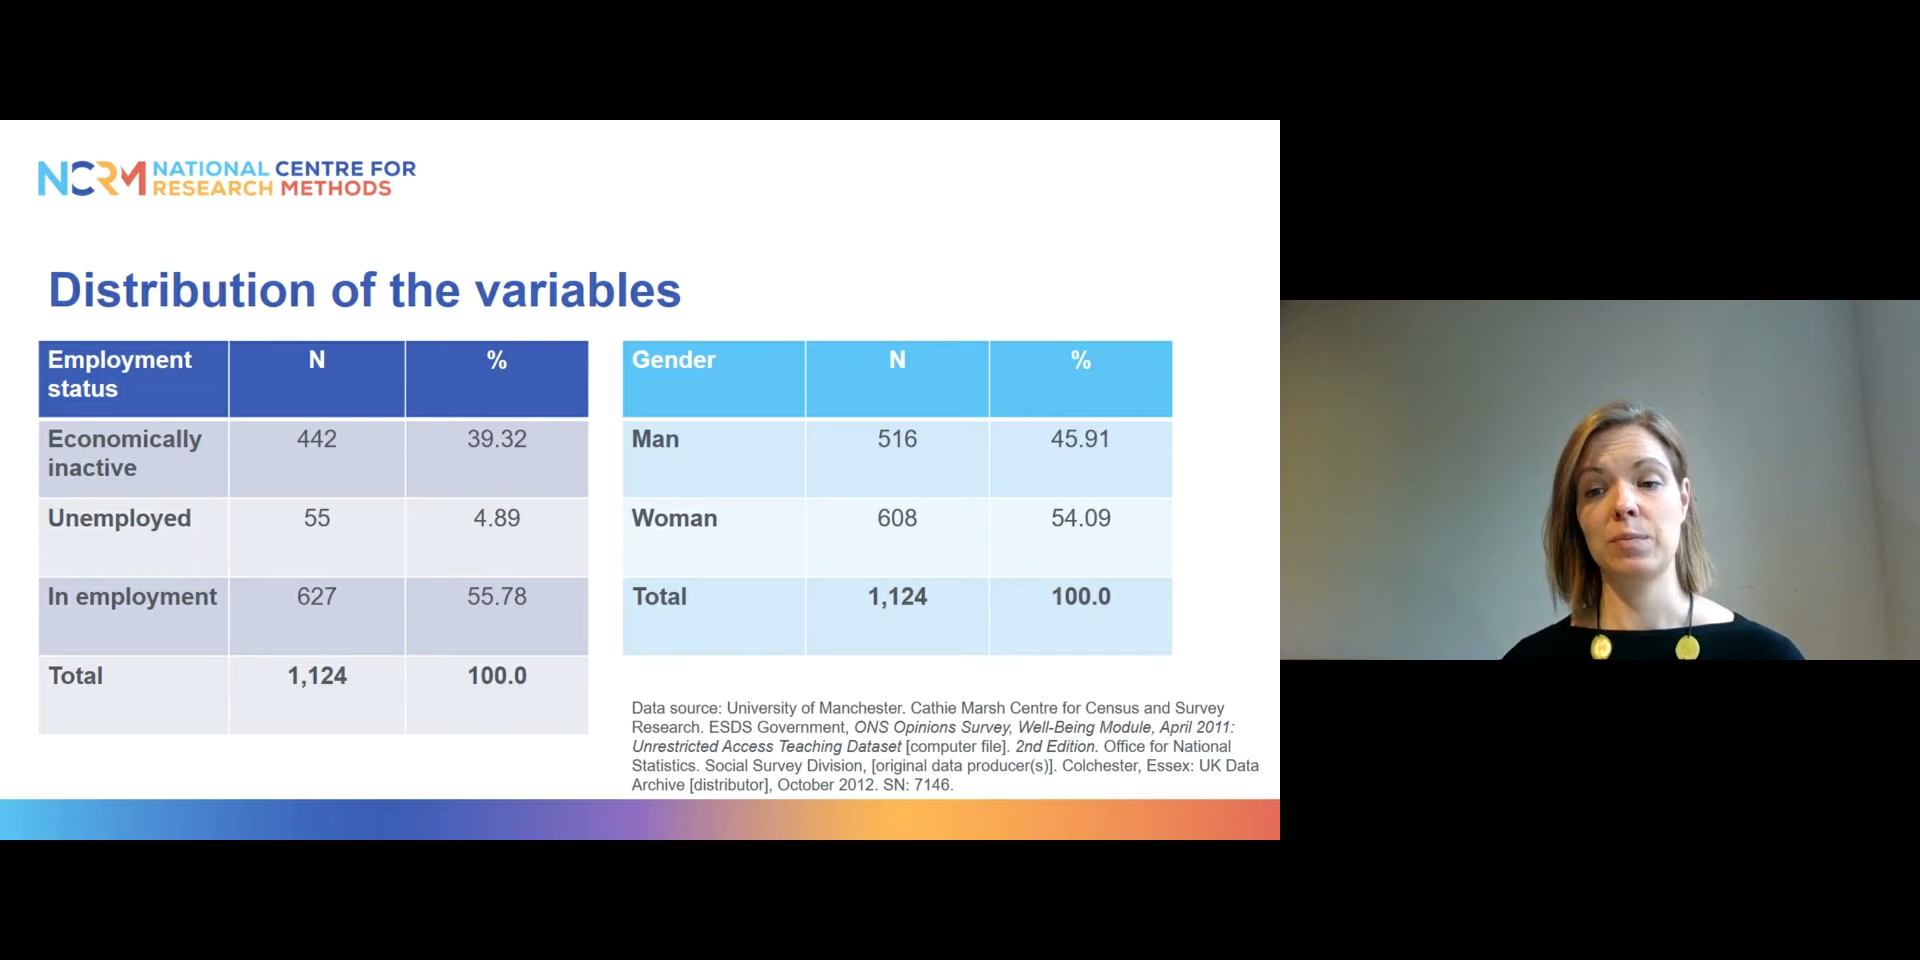 NCRM NATIONAL CENTRE FOR
RESEARCH METHODS
Distribution of the variables
Employment status N %
Economically inactive 442 39.32
Unemployed 55 4.89
In employment 627 55.78
Total 1,124 100.0
Gender N %
Man 516 45.91
Woman 608 54.09
Total 1,124 100.0
Data source: University of Manchester. Cathie Marsh Centre for Census and Survey
Research. ESDS Government, ONS Opinions Survey, Well-Being Module, April 2011:
Unrestricted Access Teaching Dataset [computer file]. 2nd Edition. Office for National
Statistics. Social Survey Division, [original data producer(s)]. Colchester, Essex: UK Data
Archive [distributor], October 2012. SN: 7146.